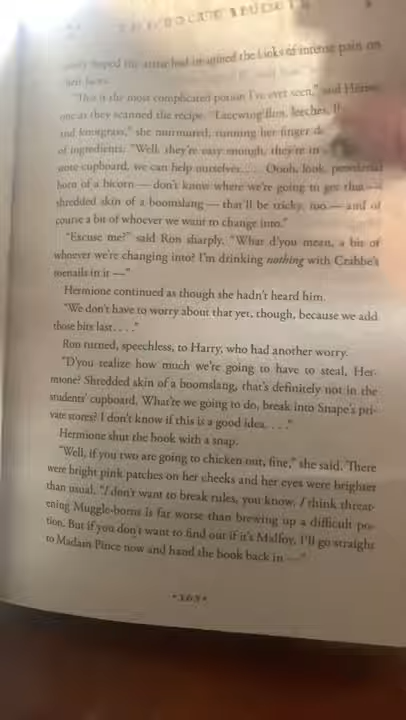 hoped the artist had imagined the looks of intense pain on
their faces.
"This is the most complicated potion I've ever seen," said Hermi-
one as they scanned the recipe. "Lacewing flies, leeches,
and knotgrass," she murmured, running her finger
of ingredients. "Well, they're easy enough, they're in
dent cupboard, we can help ourselves. . . . Oooh, look, powdered
horn of a bicorn — don't know where we're going to get that —
shredded skin of a boomslang — that'll be tricky, too — and of
course a bit of whoever we want to change into."
"Excuse me?" said Ron sharply. "What d'you mean, a bit of
whoever we're changing into? I'm drinking nothing with Crabbe's
toenails in it —"
Hermione continued as though she hadn't heard him.
"We don't have to worry about that yet, though, because we add
those bits last. . . ."
Ron turned, speechless, to Harry, who had another worry.
"D'you realize how much we're going to have to steal, Her-
mione? Shredded skin of a boomslang, that's definitely not in the
students' cupboard. What're we going to do, break into Snape's pri-
vate stores? I don't know if this is a good idea. . . ."
Hermione shut the book with a snap.
"Well, if you two are going to chicken out, fine," she said. There
were bright pink patches on her cheeks and her eyes were brighter
than usual. "I don't want to break rules, you know. I think threat-
ening Muggle-borns is far worse than brewing up a difficult po-
tion. But if you don't want to find out if it's Malfoy, I'll go straight
to Madam Pince now and hand the book back in —"
• 165 •